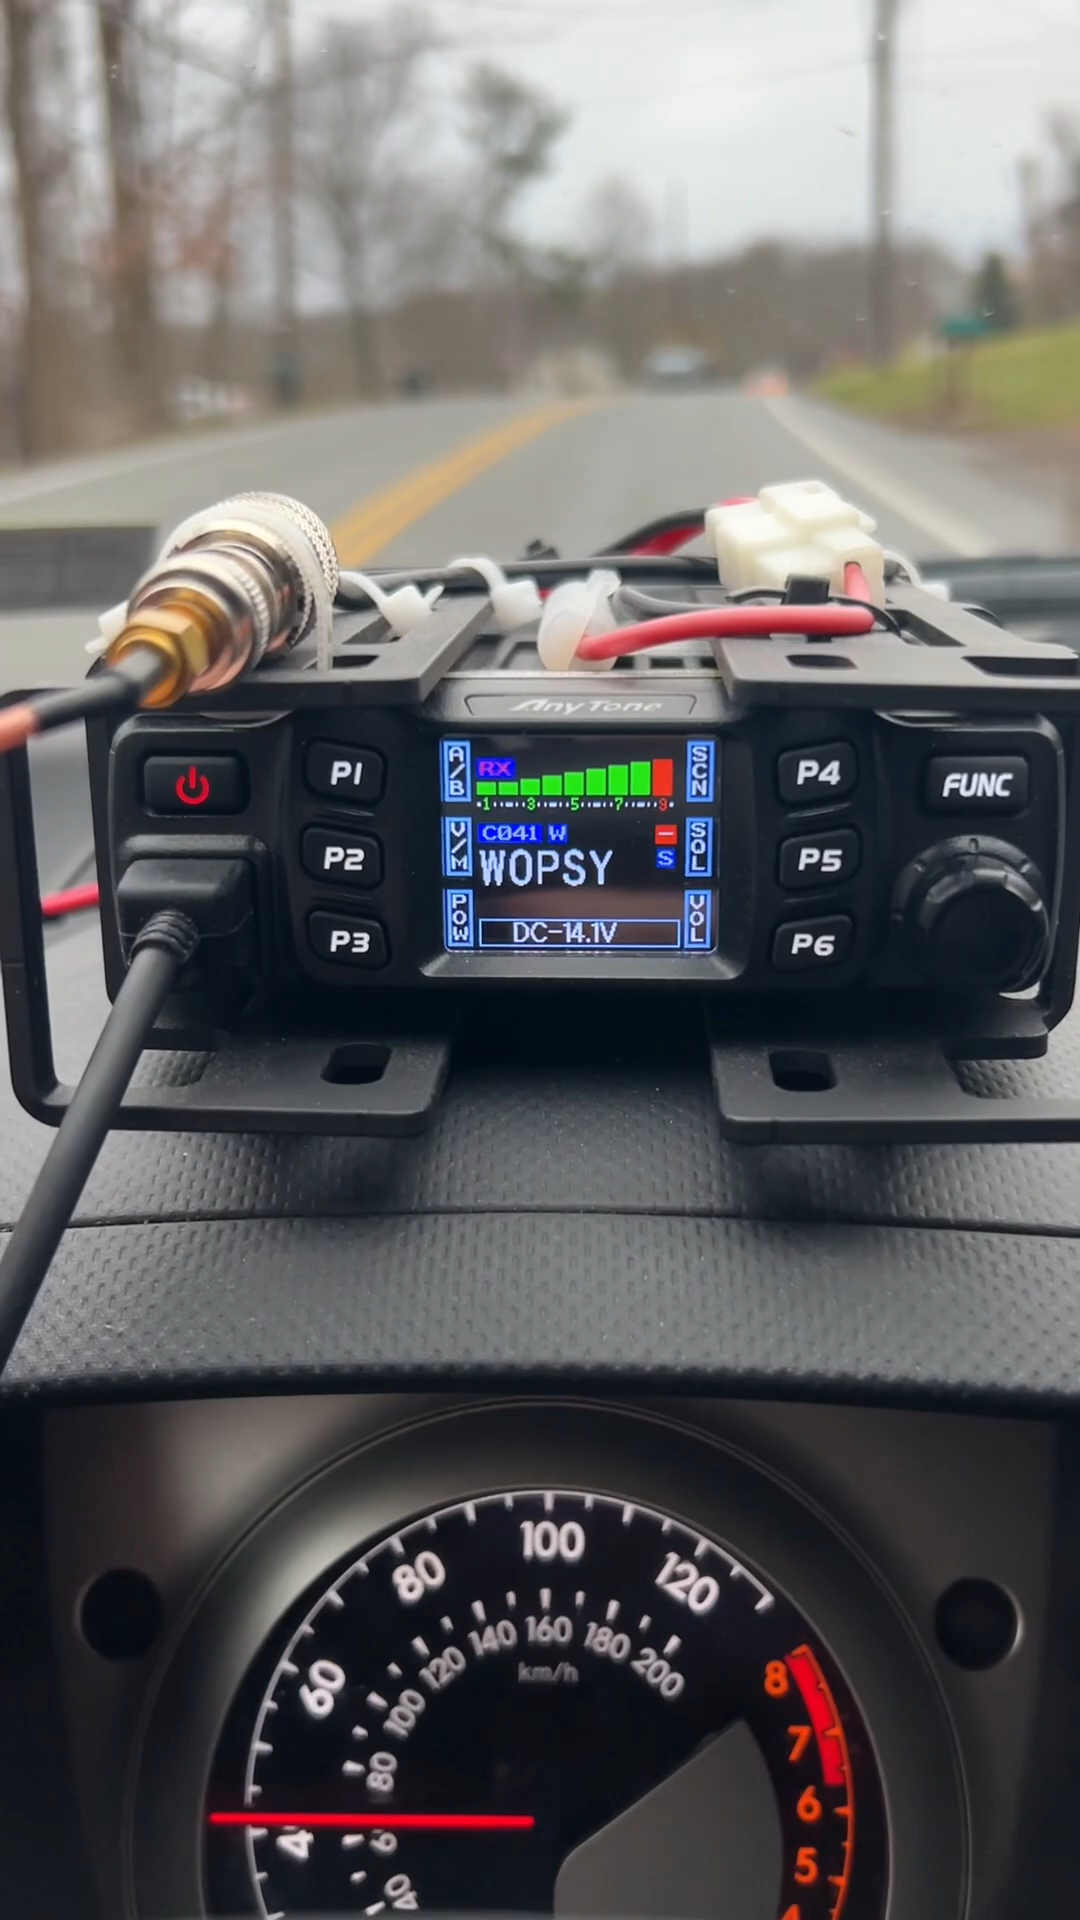 AnyTone
P1
P2
P3
A/B
V/M
POW
RX
1 3 5 7 9
C041 W
S
WOPSY
DC-14.1V
SCN
SQL
VOL
P4
P5
P6
FUNC
60
80
100
120
80
100
120
140
160
180
200
40
km/h
8
7
6
5